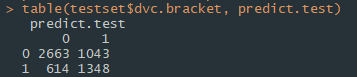 > table(testset$dvc.bracket, predict.test)
predict.test
0 1
0 2663 1043
1 614 1348